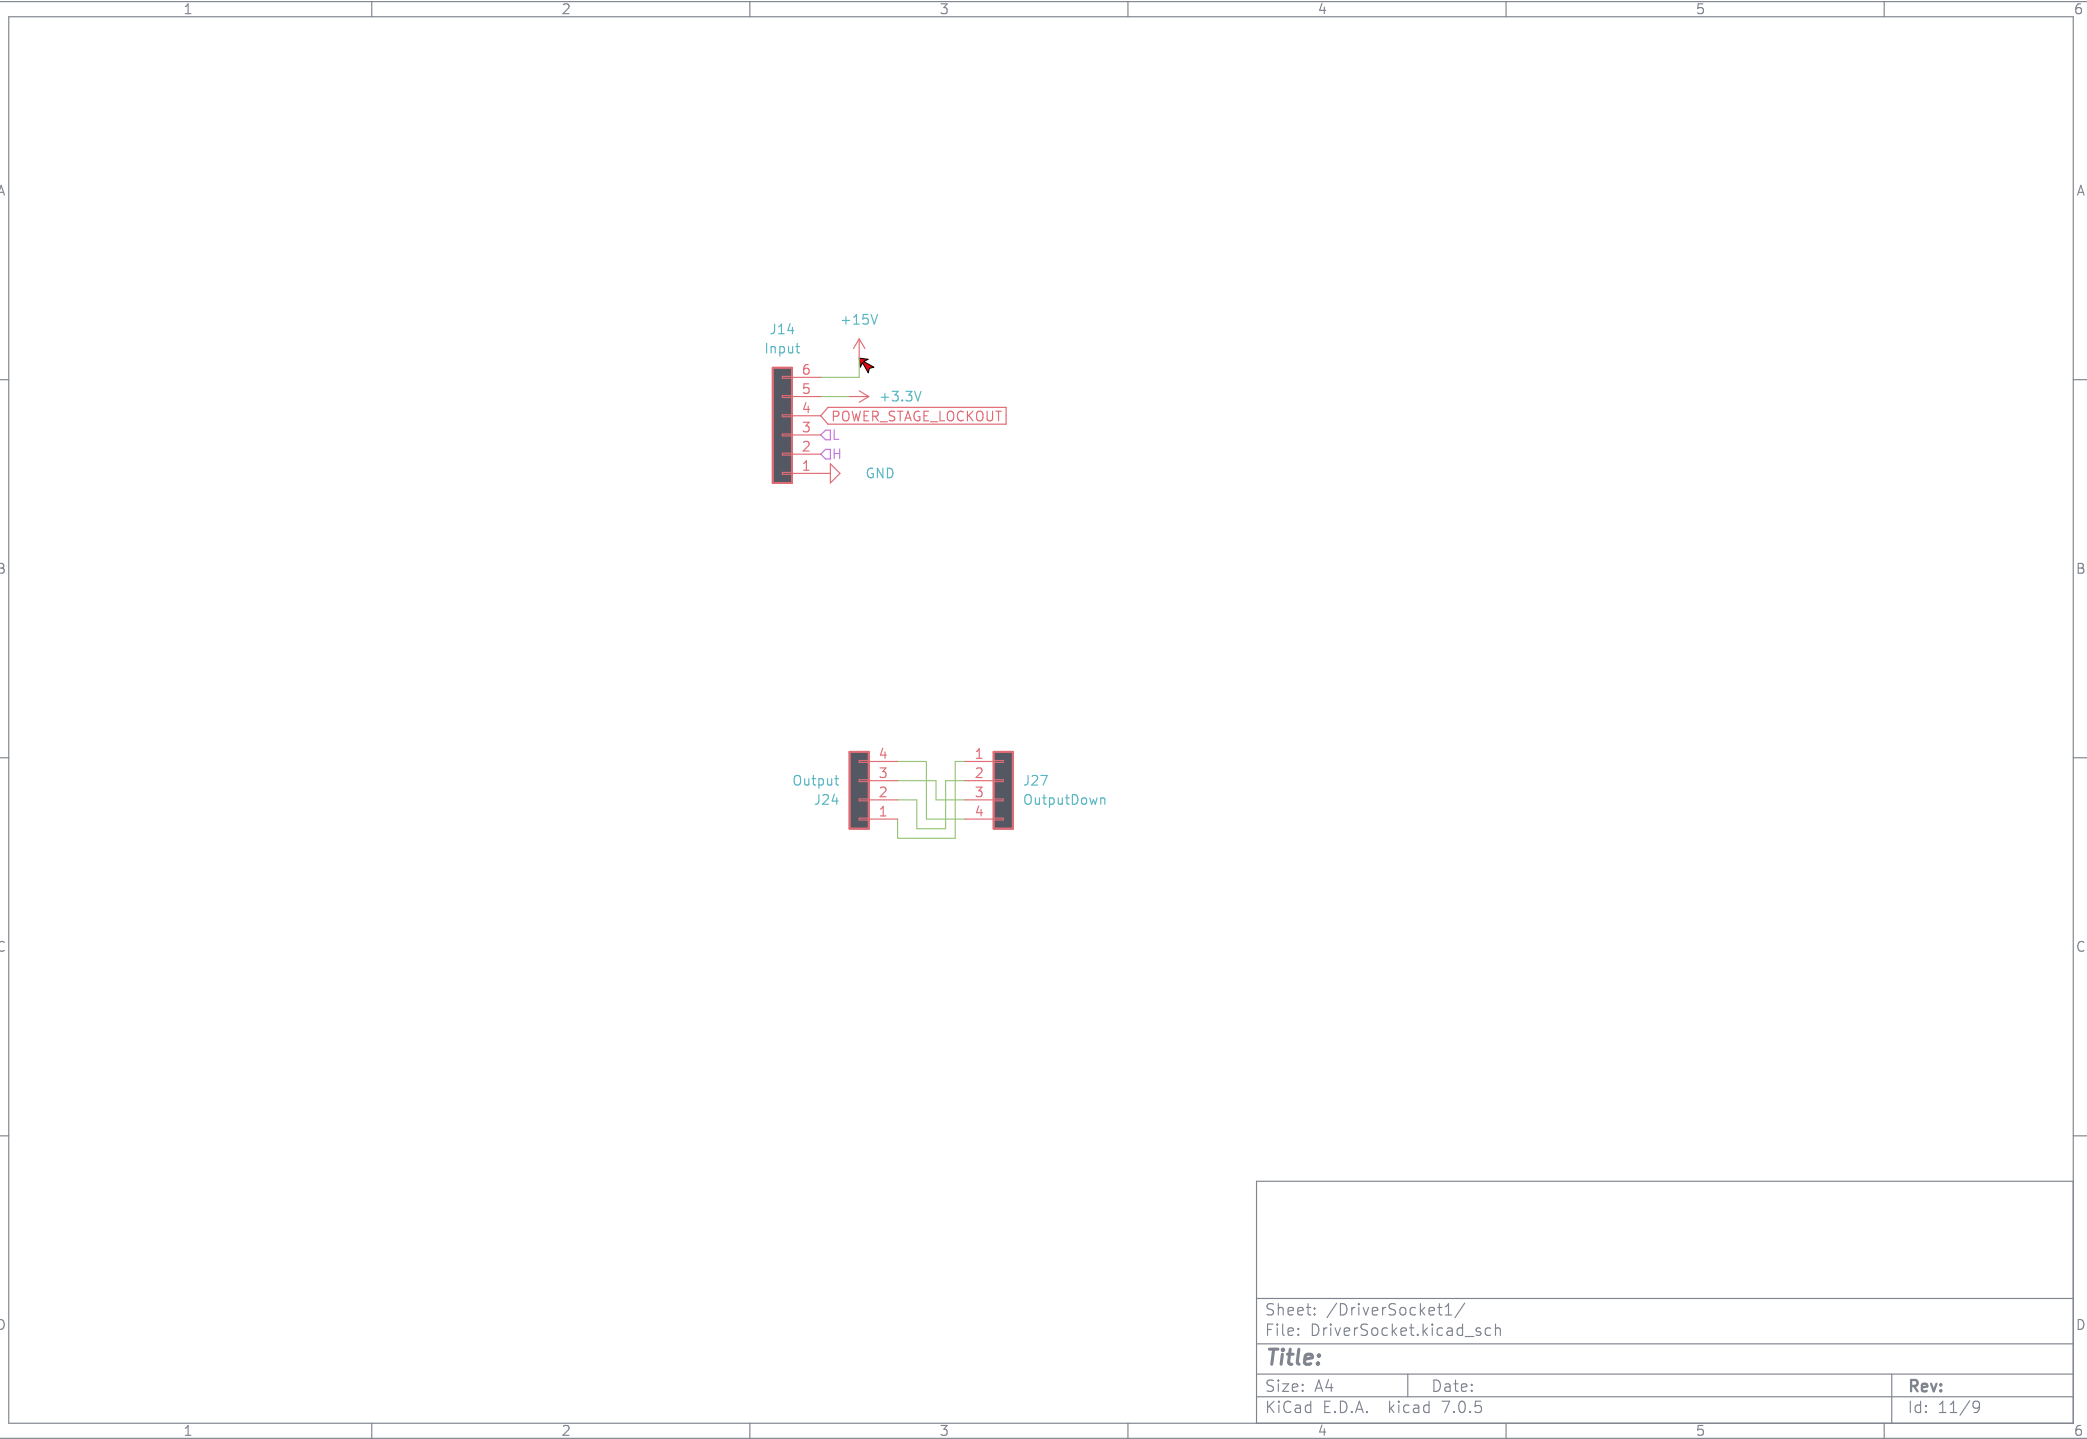 1 2 3 4 5 6
A A
+15V
J14
Input
6
5 +3.3V
4 POWER_STAGE_LOCKOUT
3 L
2 H
1 GND
B B
4 1
Output 3 2 J27
J24 2 3 OutputDown
1 4
C C
Sheet: /DriverSocket1/
File: DriverSocket.kicad_sch
D D
Title:
Size: A4 Date: Rev:
KiCad E.D.A. kicad 7.0.5 Id: 11/9
1 2 3 4 5 6